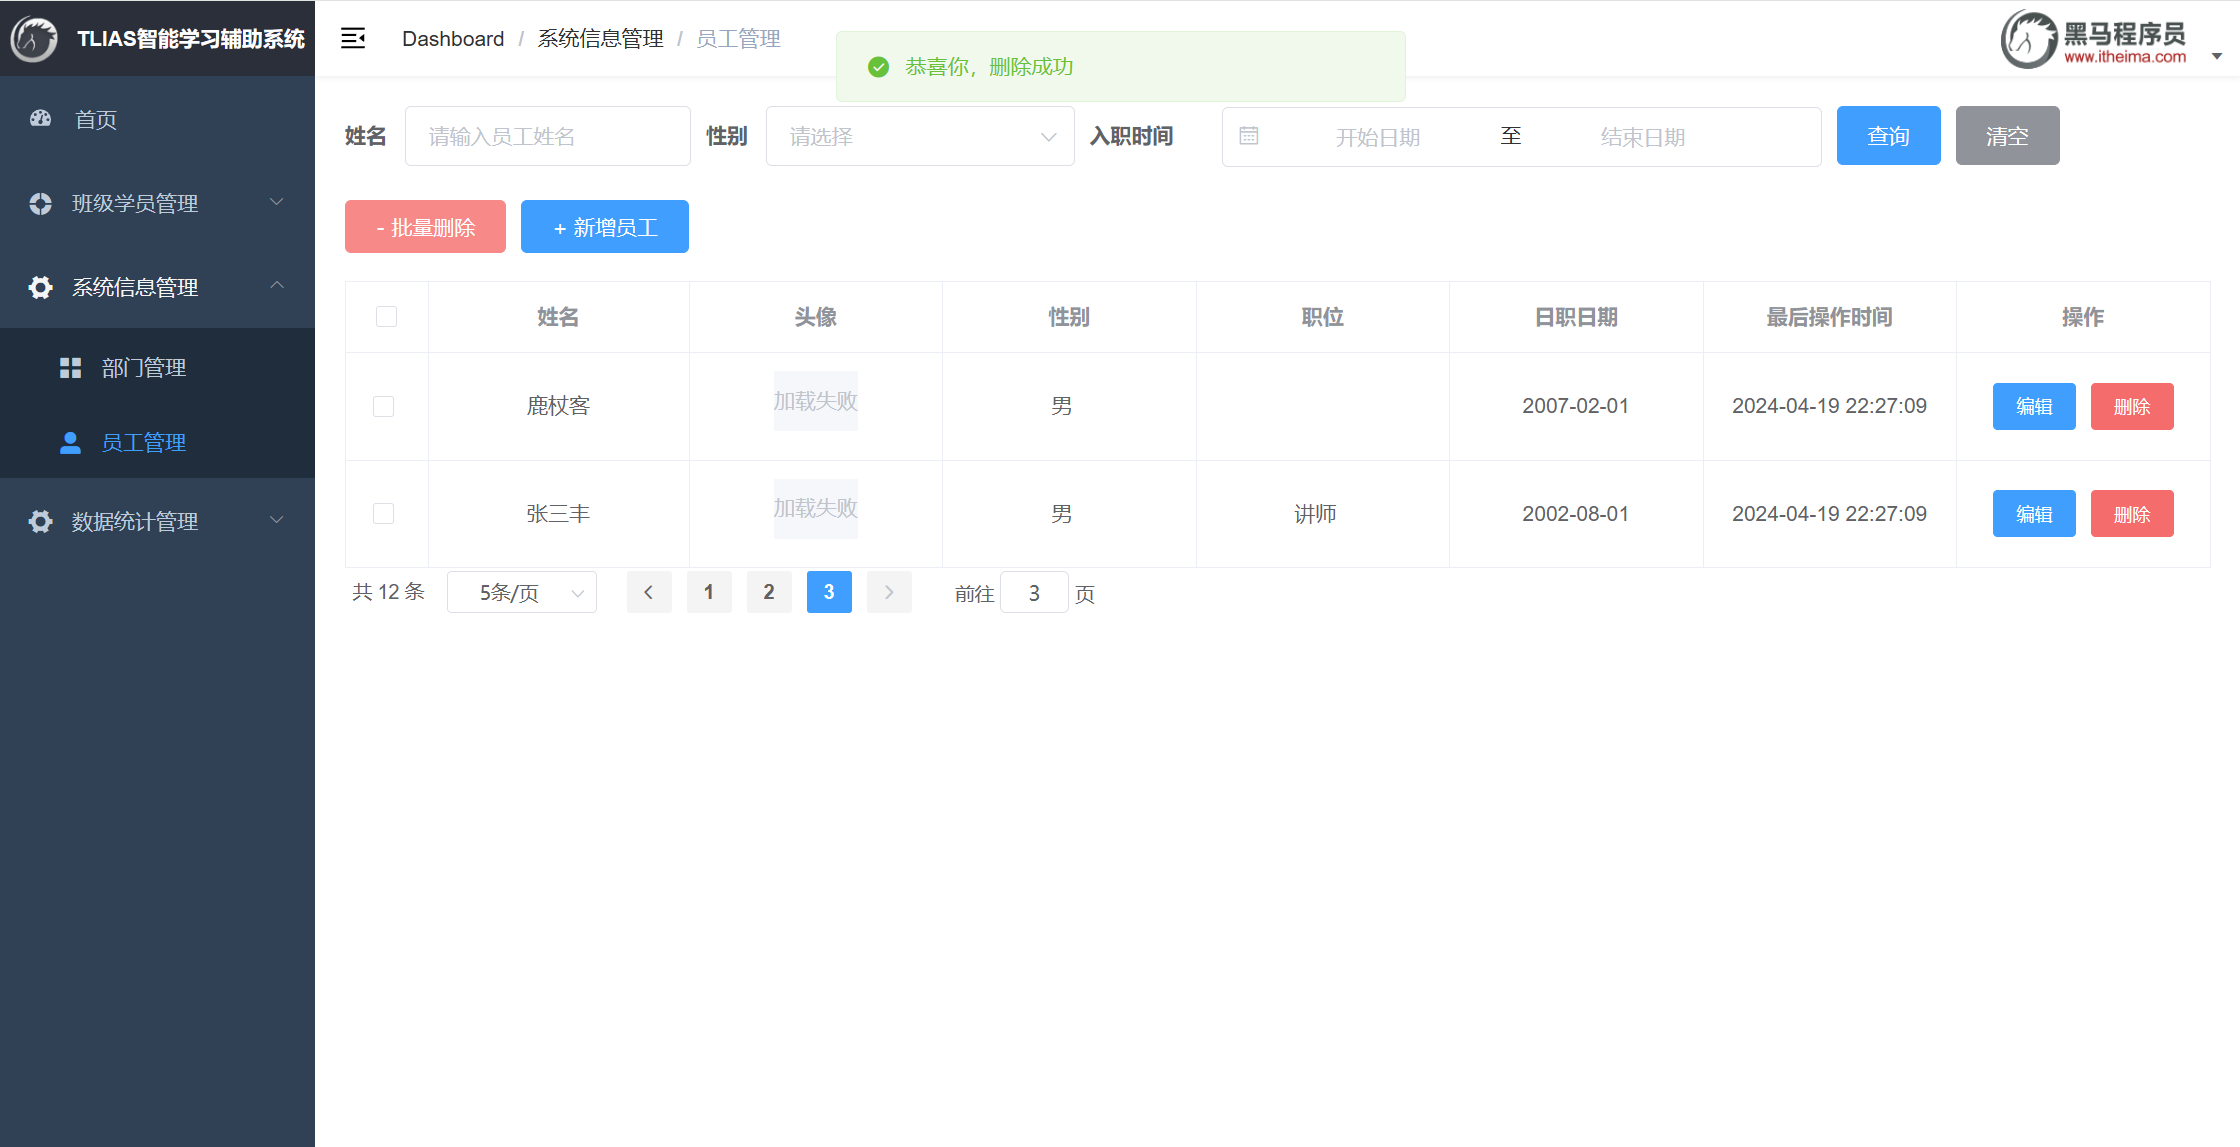 TLIAS智能学习辅助系统
Dashboard / 系统信息管理 / 员工管理
恭喜你，删除成功
黑马程序员
www.itheima.com
首页
班级学员管理
系统信息管理
部门管理
员工管理
数据统计管理
姓名 请输入员工姓名 性别 请选择 入职时间 开始日期 至 结束日期 查询 清空
- 批量删除 + 新增员工
姓名 头像 性别 职位 日职日期 最后操作时间 操作
鹿杖客 加载失败 男 2007-02-01 2024-04-19 22:27:09 编辑 删除
张三丰 加载失败 男 讲师 2002-08-01 2024-04-19 22:27:09 编辑 删除
共 12 条 5条/页 1 2 3 前往 3 页